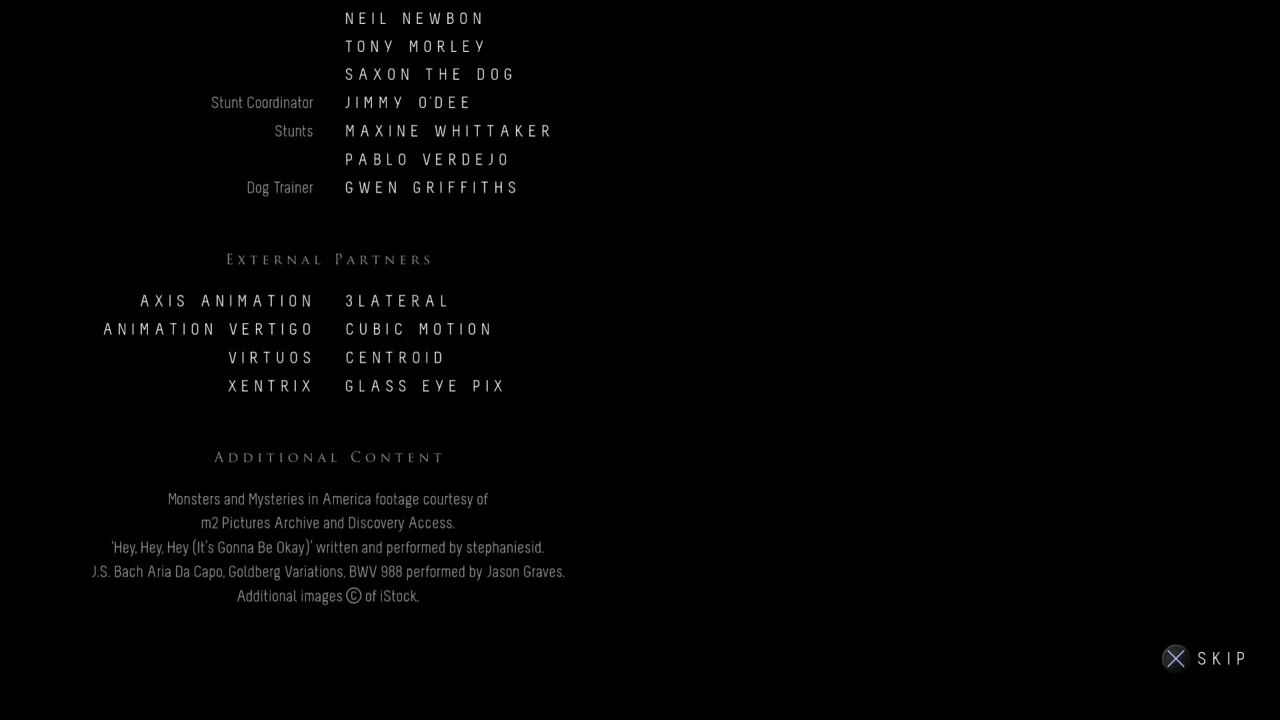 NEIL NEWBON
TONY MORLEY
SAXON THE DOG
Stunt Coordinator JIMMY O'DEE
Stunts MAXINE WHITTAKER
PABLO VERDEJO
Dog Trainer GWEN GRIFFITHS
External Partners
AXIS ANIMATION 3LATERAL
ANIMATION VERTIGO CUBIC MOTION
VIRTUOS CENTROID
XENTRIX GLASS EYE PIX
Additional Content
Monsters and Mysteries in America footage courtesy of
m2 Pictures Archive and Discovery Access.
'Hey, Hey, Hey (It's Gonna Be Okay)' written and performed by stephaniesid.
J.S. Bach Aria Da Capo, Goldberg Variations, BWV 988 performed by Jason Graves.
Additional images © of iStock.
SKIP